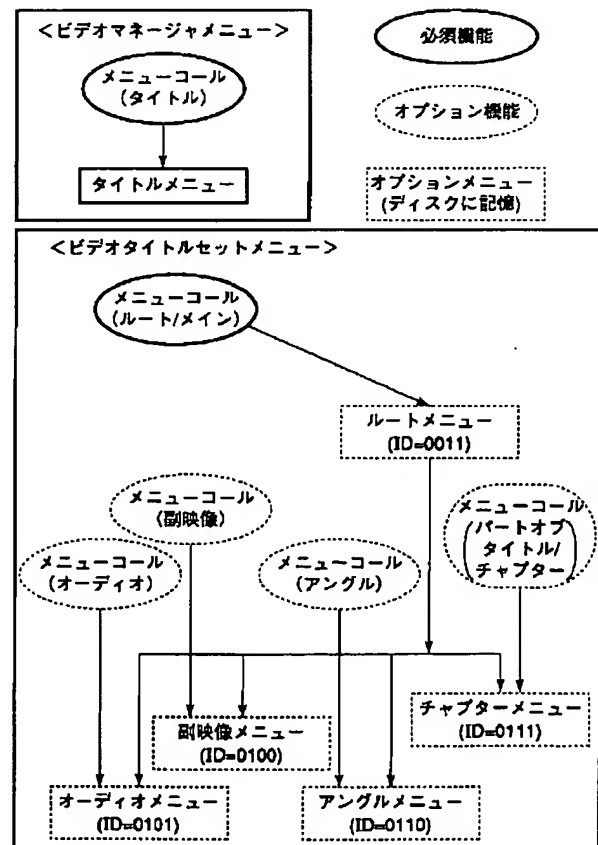 <ビデオマネージャメニュー>
メニューコール
(タイトル)
タイトルメニュー
必須機能
オプション機能
オプションメニュー
(ディスクに記憶)
<ビデオタイトルセットメニュー>
メニューコール
(ルート/メイン)
ルートメニュー
(ID=0011)
メニューコール
(副映像)
メニューコール
(オーディオ)
メニューコール
(アングル)
メニューコール
(パートオブ
タイトル/
チャプター)
副映像メニュー
(ID=0100)
チャプターメニュー
(ID=0111)
オーディオメニュー
(ID=0101)
アングルメニュー
(ID=0110)